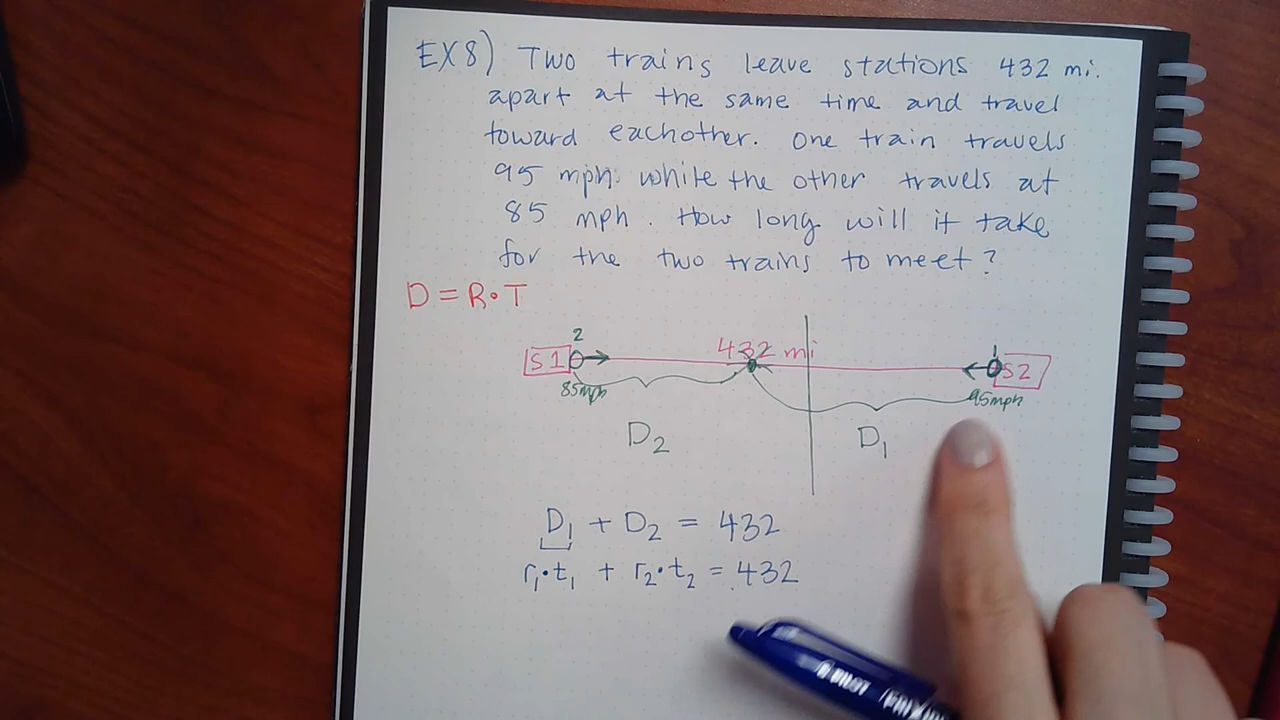 EX8) Two trains leave stations 432 mi.
apart at the same time and travel
toward eachother. One train travels
95 mph. while the other travels at
85 mph. How long will it take
for the two trains to meet?
D = R•T
2
432 mi
1
S1
S2
85mph
95mph
D₂
D₁
D₁ + D₂ = 432
r₁•t₁ + r₂•t₂ = 432